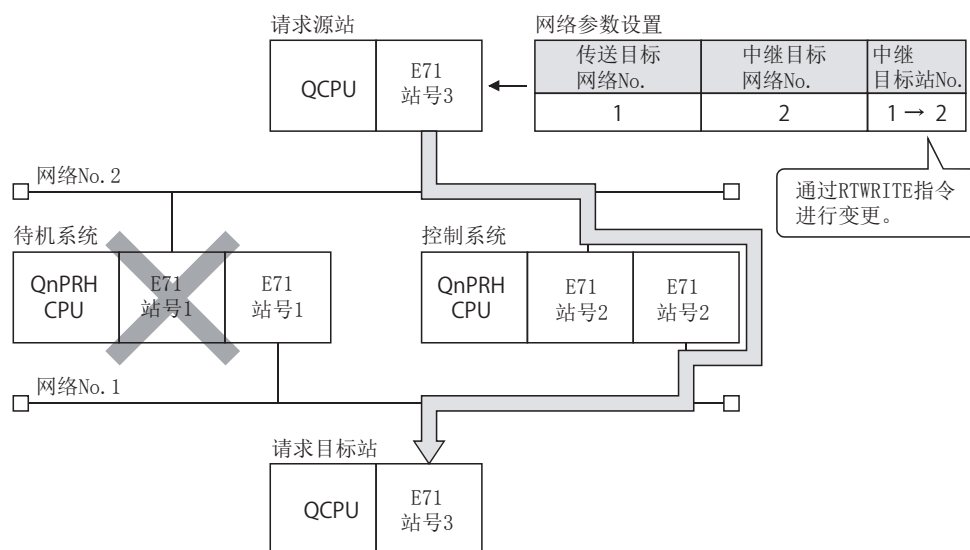 请求源站
QCPU
E71
站号3
网络参数设置
传送目标
网络No.
中继目标
网络No.
中继
目标站No.
1
2
1 → 2
通过RTWRITE指令
进行变更。
网络No.2
待机系统
QnPRH
CPU
E71
站号1
E71
站号1
控制系统
QnPRH
CPU
E71
站号2
E71
站号2
网络No.1
请求目标站
QCPU
E71
站号3